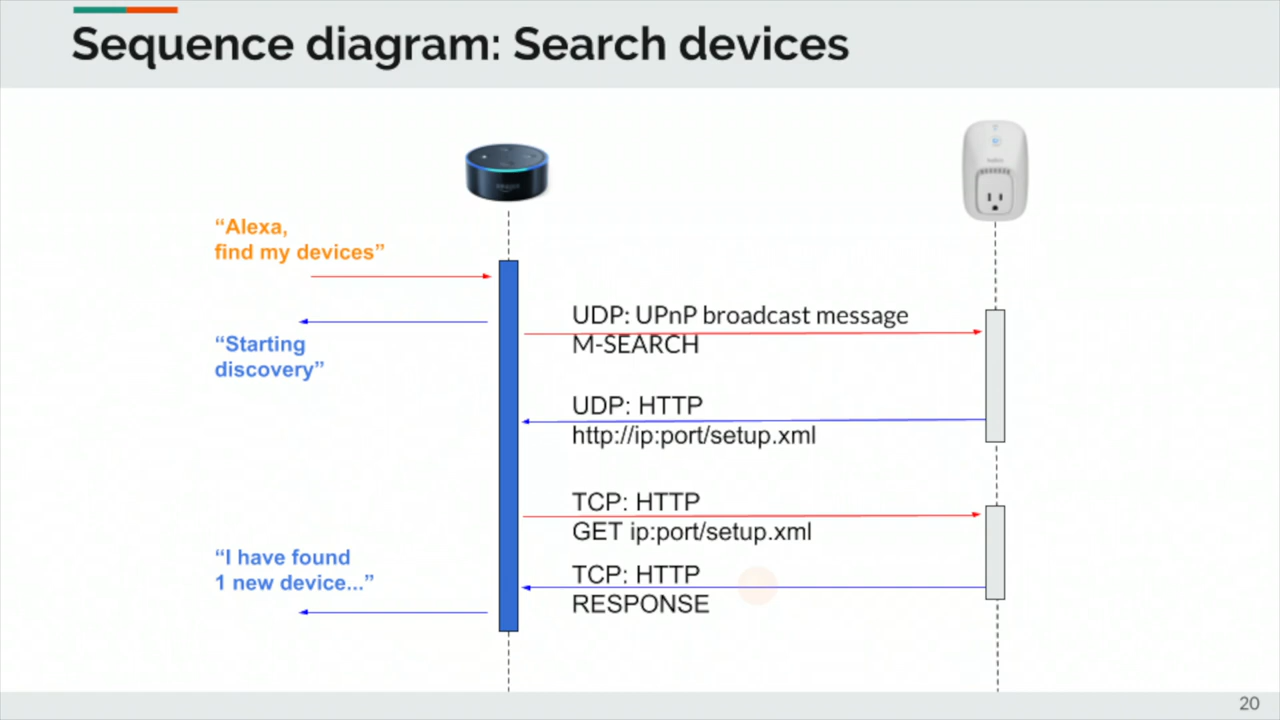 Sequence diagram: Search devices
“Alexa,
find my devices”
UDP: UPnP broadcast message
M-SEARCH
“Starting
discovery”
UDP: HTTP
http://ip:port/setup.xml
TCP: HTTP
GET ip:port/setup.xml
“I have found
1 new device...”
TCP: HTTP
RESPONSE
20